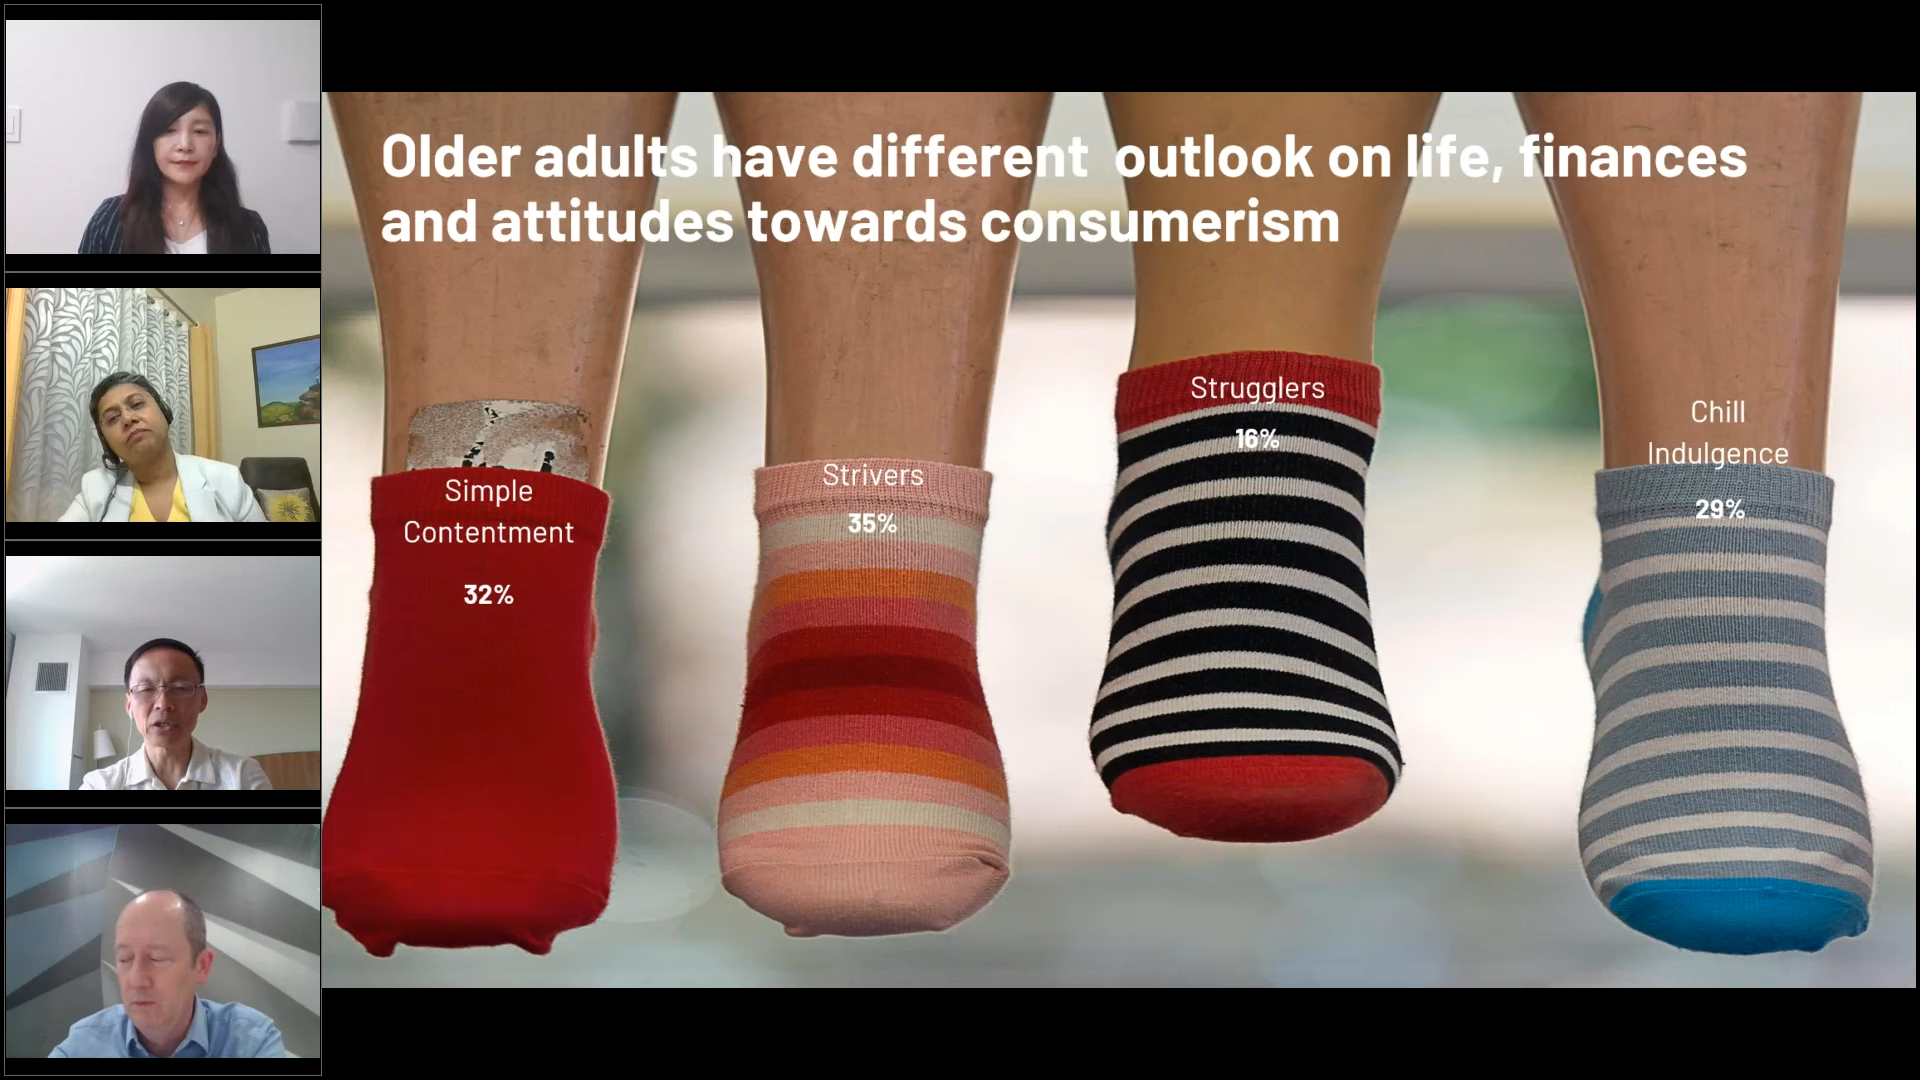 Older adults have different  outlook on life, finances
and attitudes towards consumerism
Simple
Contentment
32%
Strivers
35%
Strugglers
16%
Chill
Indulgence
29%